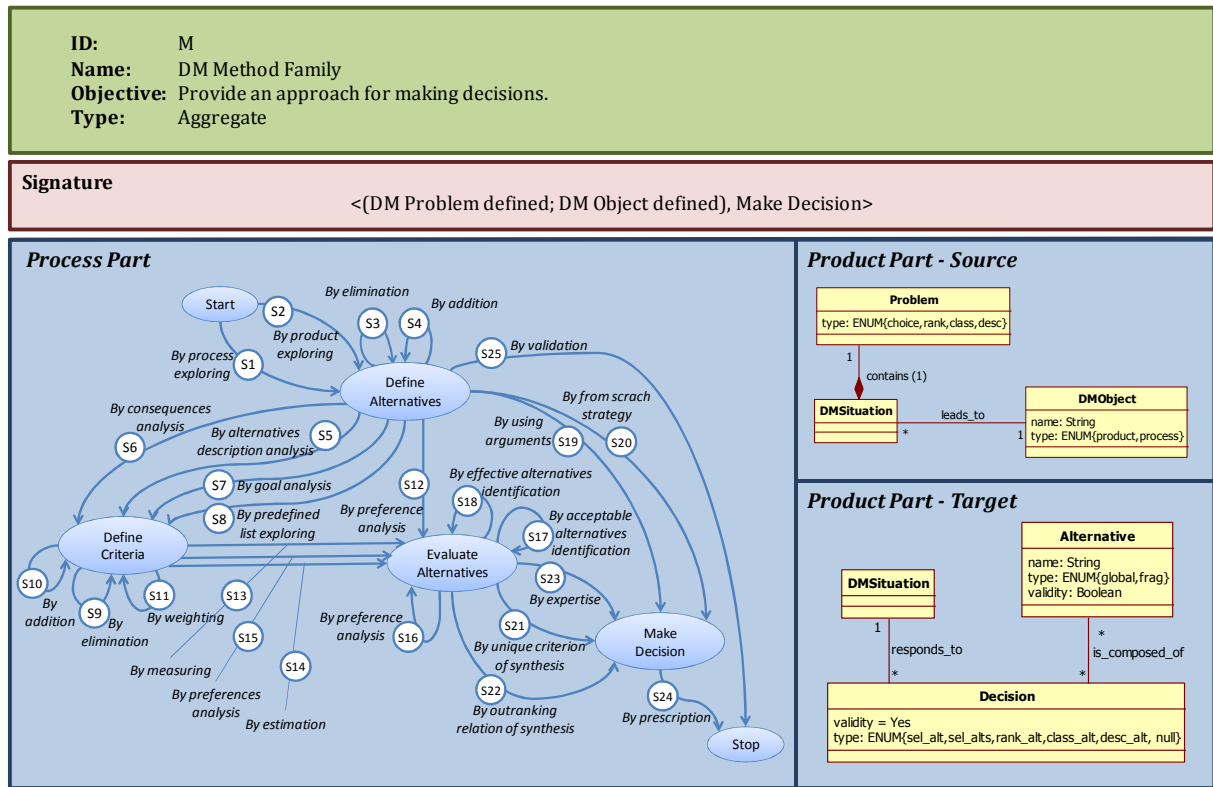 ID: M
Name: DM Method Family
Objective: Provide an approach for making decisions.
Type: Aggregate
Signature
<(DM Problem defined; DM Object defined), Make Decision>
Process Part
Start
S2
By product
exploring
By process
exploring
S1
By elimination
S3
By addition
S4
S25
By validation
Define
Alternatives
By consequences
analysis
S6
By alternatives
description analysis
S5
S7
By goal analysis
S8
By predefined
list exploring
S12
By preference
analysis
By using
arguments
S19
By from scrach
strategy
S20
By effective alternatives
identification
S18
By acceptable
alternatives
identification
S17
Define
Criteria
Evaluate
Alternatives
S10
By
addition
S9
By
elimination
S11
By weighting
S13
By measuring
S15
By preferences
analysis
S14
By estimation
By preference
analysis
S16
S23
By expertise
S21
By unique criterion
of synthesis
S22
By outranking
relation of synthesis
Make
Decision
S24
By prescription
Stop
Product Part - Source
Problem
type: ENUM{choice,rank,class,desc}
1
contains (1)
DMSituation
leads_to
*
1
DMObject
name: String
type: ENUM{product,process}
Product Part - Target
Alternative
name: String
type: ENUM{global,frag}
validity: Boolean
DMSituation
1
responds_to
*
*
is_composed_of
*
Decision
validity = Yes
type: ENUM{sel_alt,sel_alts,rank_alt,class_alt,desc_alt, null}